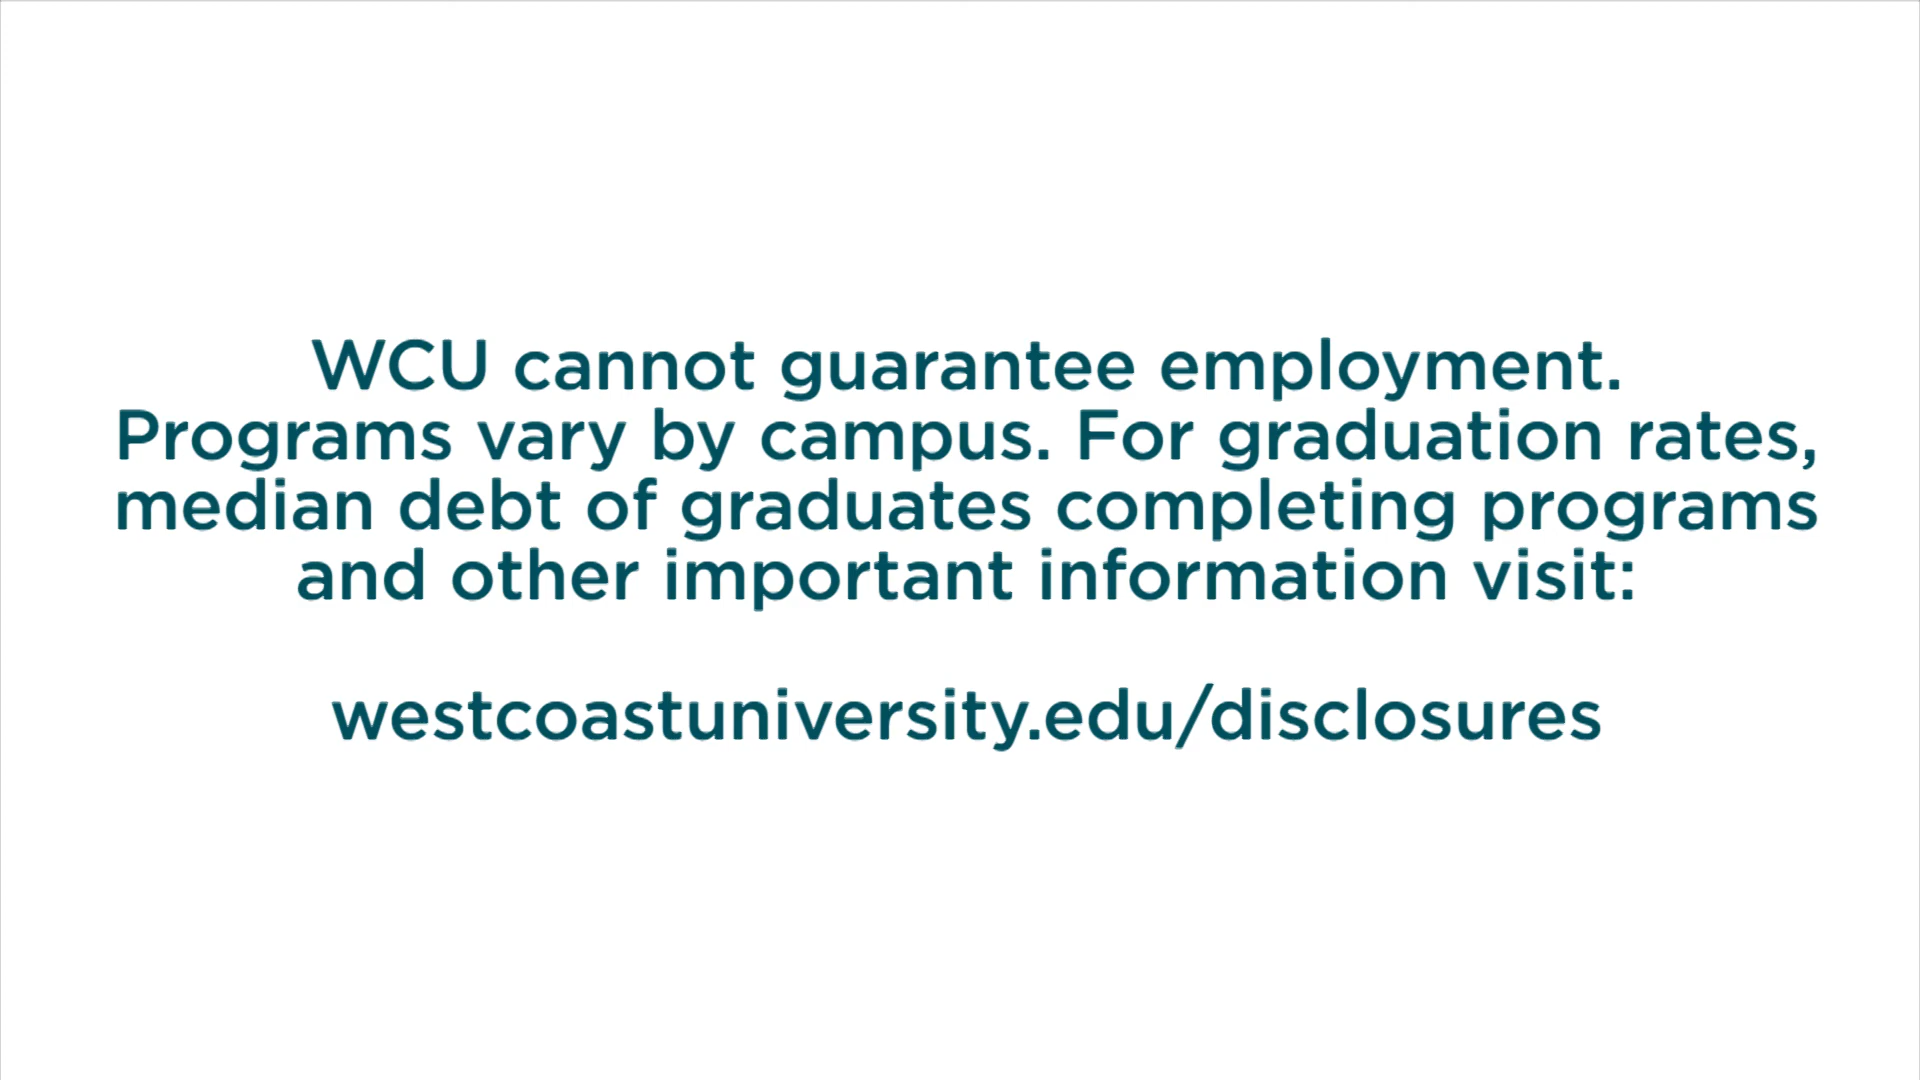 WCU cannot guarantee employment.
Programs vary by campus. For graduation rates,
median debt of graduates completing programs
and other important information visit:
westcoastuniversity.edu/disclosures